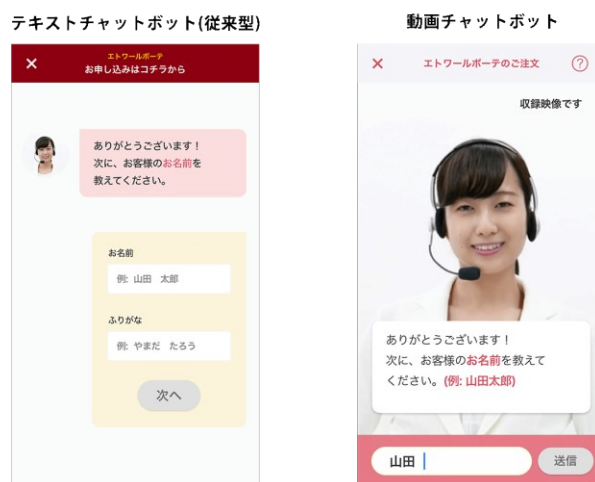 テキストチャットボット(従来型)
エトワールボーテ
お申し込みはコチラから
ありがとうございます！
次に、お客様のお名前を
教えてください。
お名前
例: 山田 太郎
ふりがな
例: やまだ たろう
次へ
動画チャットボット
エトワールボーテのご注文
?
収録映像です
ありがとうございます！
次に、お客様のお名前を教えて
ください。(例: 山田太郎)
山田
送信